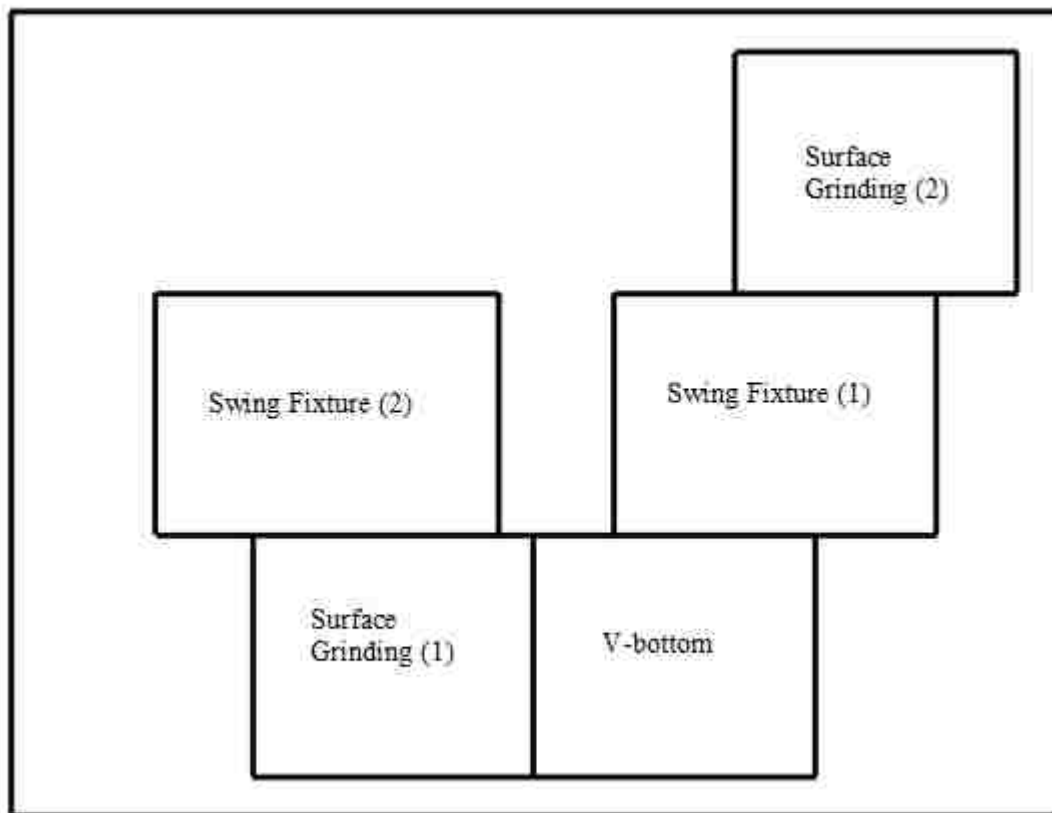 Surface
Grinding (2)
Swing Fixture (2)
Swing Fixture (1)
Surface
Grinding (1)
V-bottom